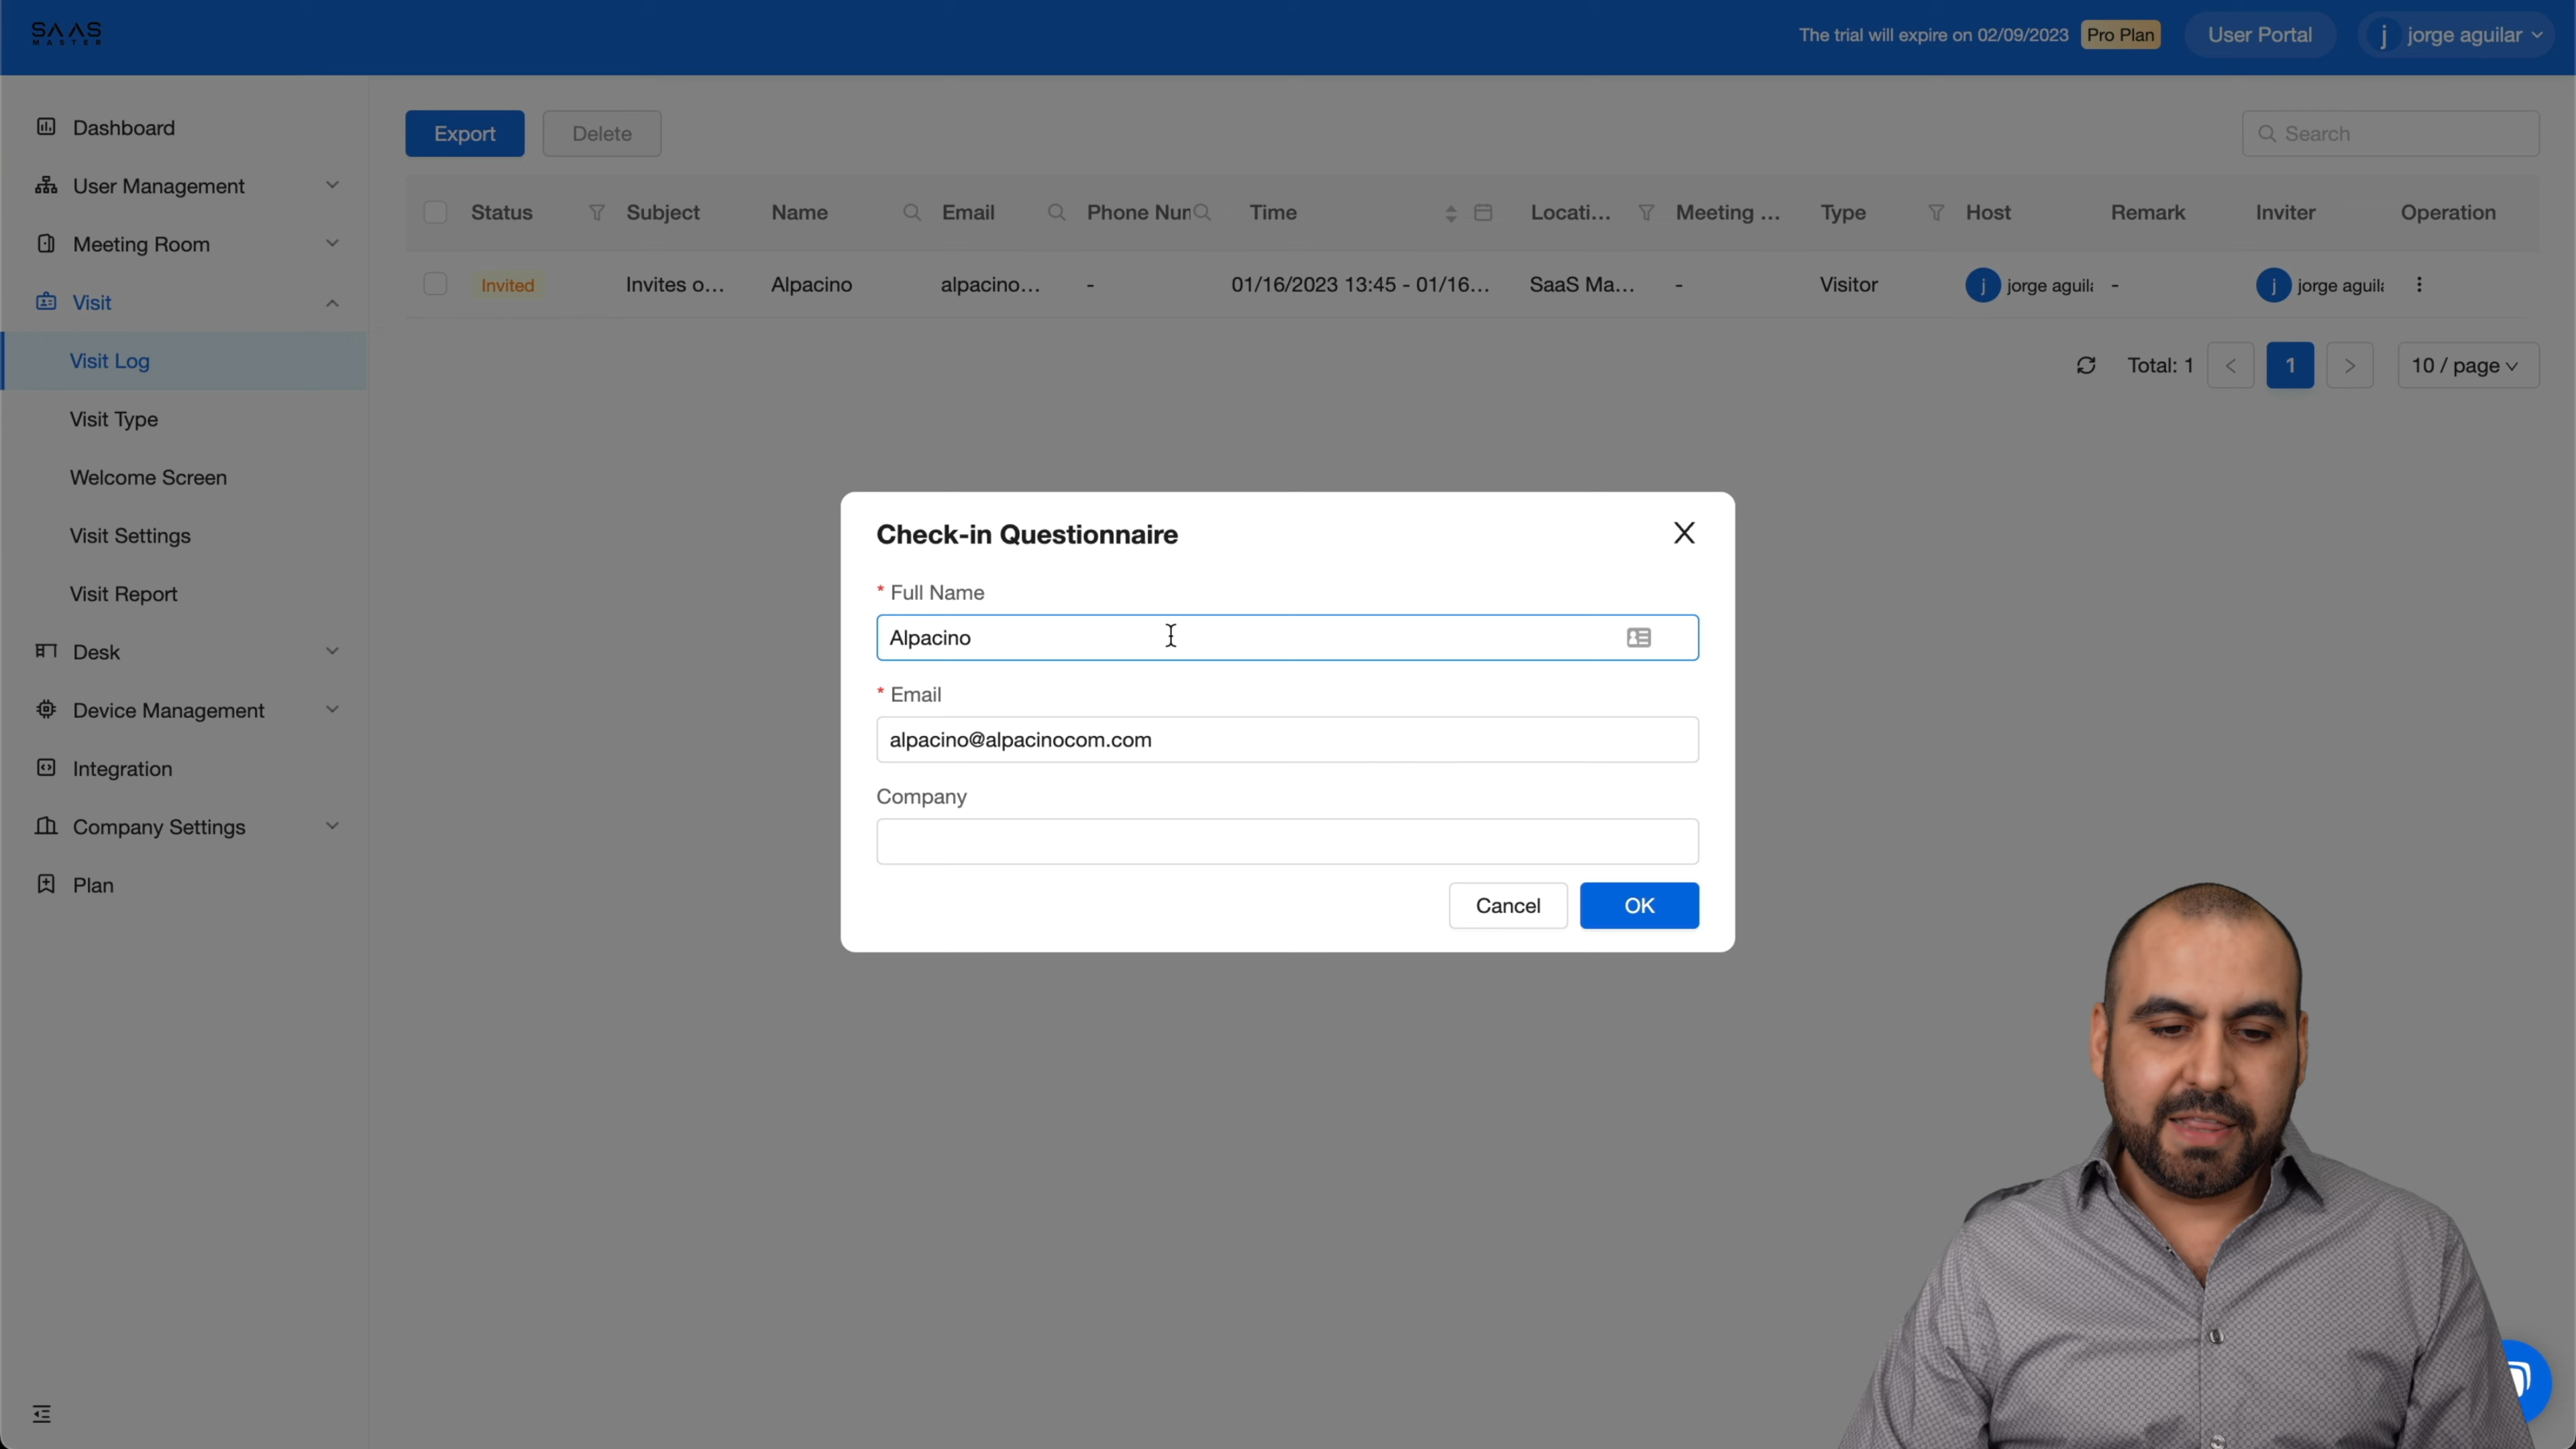 SAAS
MASTER
The trial will expire on 02/09/2023 Pro Plan User Portal j jorge aguilar
Dashboard
User Management
Meeting Room
Visit
Visit Log
Visit Type
Welcome Screen
Visit Settings
Visit Report
Desk
Device Management
Integration
Company Settings
Plan
Export Delete Search
Status Subject Name Email Phone Nur Time Locati... Meeting ... Type Host Remark Inviter Operation
Invited Invites o... Alpacino alpacino... - 01/16/2023 13:45 - 01/16... SaaS Ma... - Visitor j jorge aguila - j jorge aguila
Total: 1 < 1 > 10 / page
Check-in Questionnaire
* Full Name
Alpacino
* Email
alpacino@alpacinocom.com
Company
Cancel OK